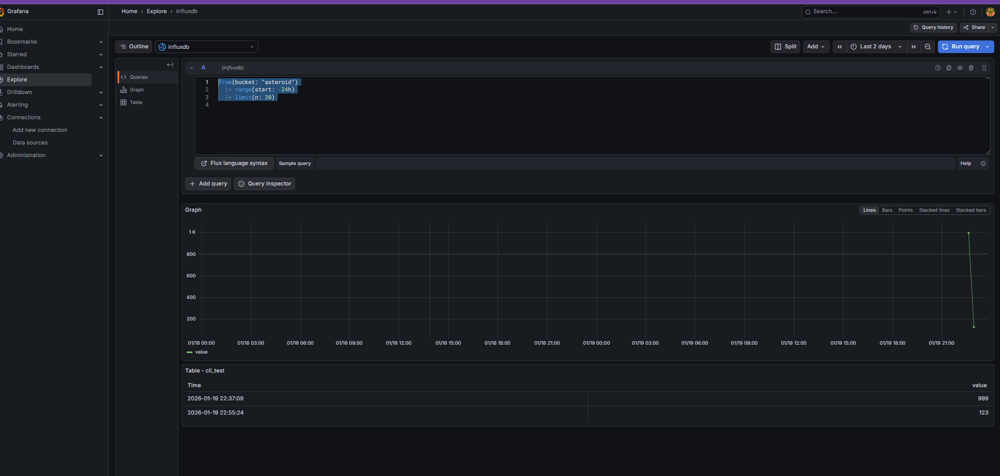 Grafana
Home › Explore › influxdb
Search...
ctrl+k
Home
Bookmarks
Starred
Dashboards
Explore
Drilldown
Alerting
Connections
Add new connection
Data sources
Administration
Query history
Share
Outline
influxdb
Split
Add
Last 2 days
Run query
Queries
Graph
Table
A (influxdb)
1 from(bucket: "asteroid")
2 |> range(start: -24h)
3 |> limit(n: 20)
4
Flux language syntax
Sample query
Help
Add query
Query inspector
Graph
Lines Bars Points Stacked lines Stacked bars
1 K
800
600
400
200
01/18 00:00 01/18 03:00 01/18 06:00 01/18 09:00 01/18 12:00 01/18 15:00 01/18 18:00 01/18 21:00 01/19 00:00 01/19 03:00 01/19 06:00 01/19 09:00 01/19 12:00 01/19 15:00 01/19 18:00 01/19 21:00
value
Table - cli_test
Time value
2026-01-19 22:37:09 999
2026-01-19 22:55:24 123